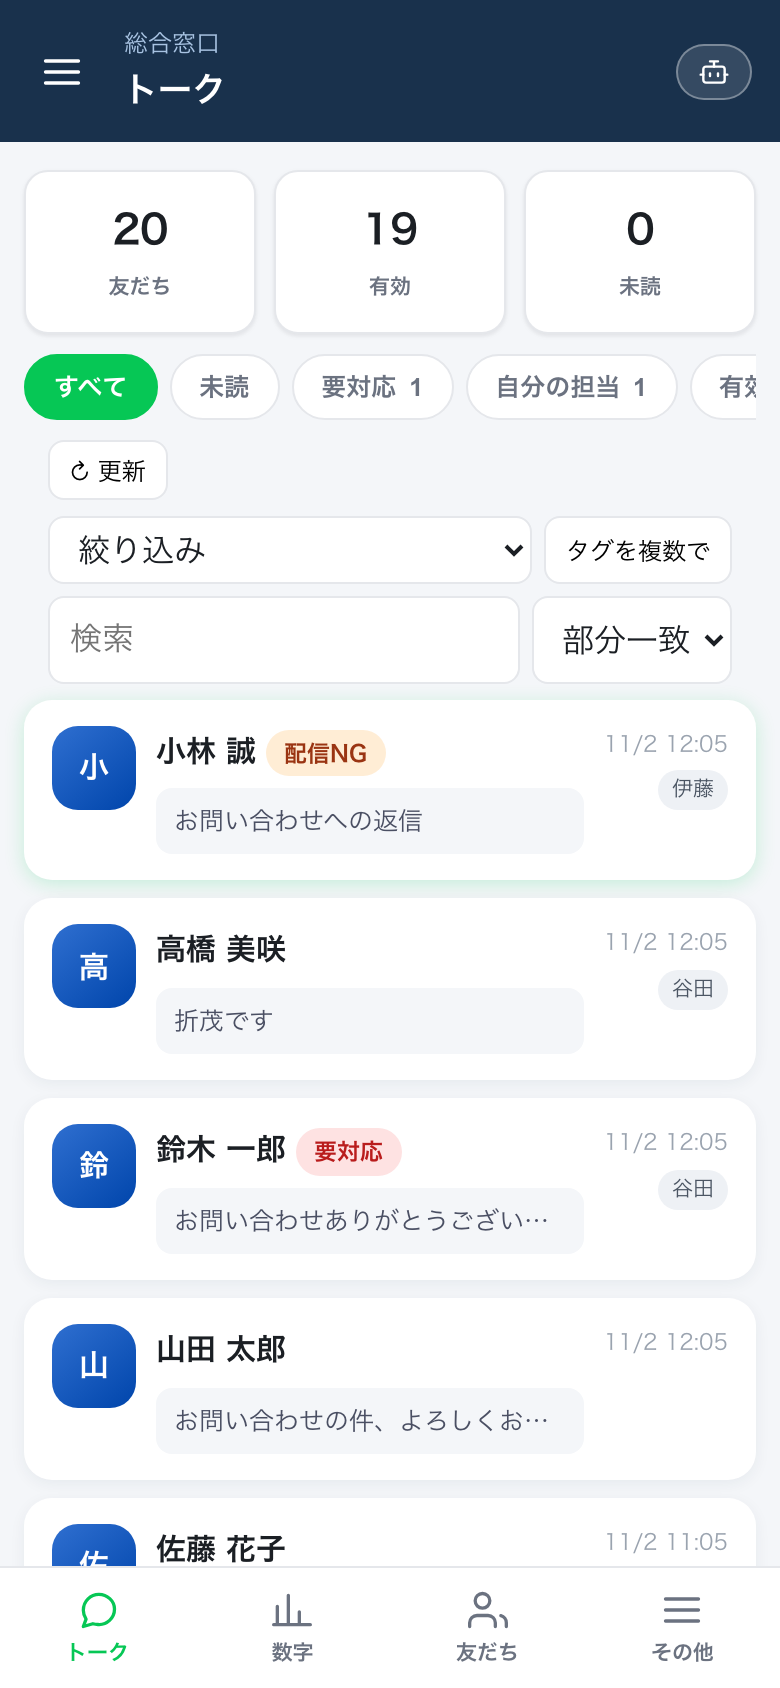 総合窓口
トーク
20
友だち
19
有効
0
未読
すべて
未読
要対応 1
自分の担当 1
有効
↻ 更新
絞り込み
タグを複数で
検索
部分一致
小
小林 誠
配信NG
11/2 12:05
お問い合わせへの返信
伊藤
高
高橋 美咲
11/2 12:05
折茂です
谷田
鈴
鈴木 一郎
要対応
11/2 12:05
お問い合わせありがとうござい…
谷田
山
山田 太郎
11/2 12:05
お問い合わせの件、よろしくお…
佐
佐藤 花子
11/2 11:05
トーク
数字
友だち
その他